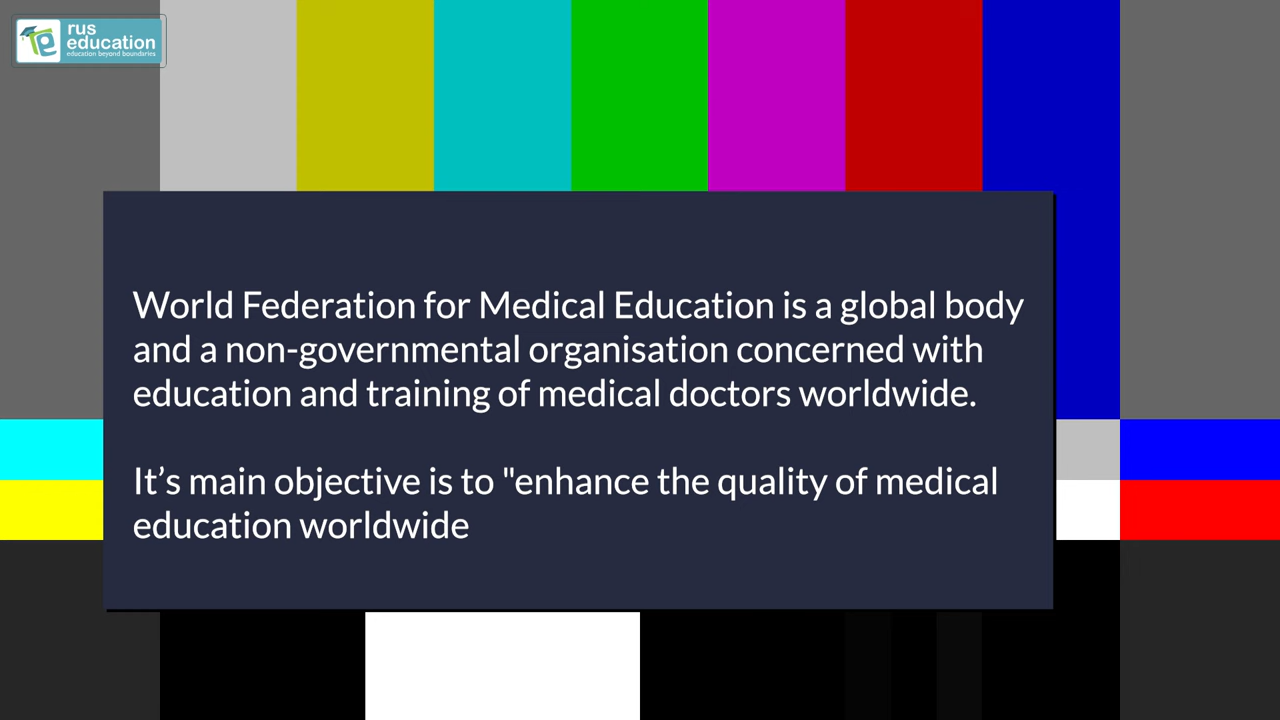 rus
education
education beyond boundaries
World Federation for Medical Education is a global body
and a non-governmental organisation concerned with
education and training of medical doctors worldwide.
It’s main objective is to "enhance the quality of medical
education worldwide